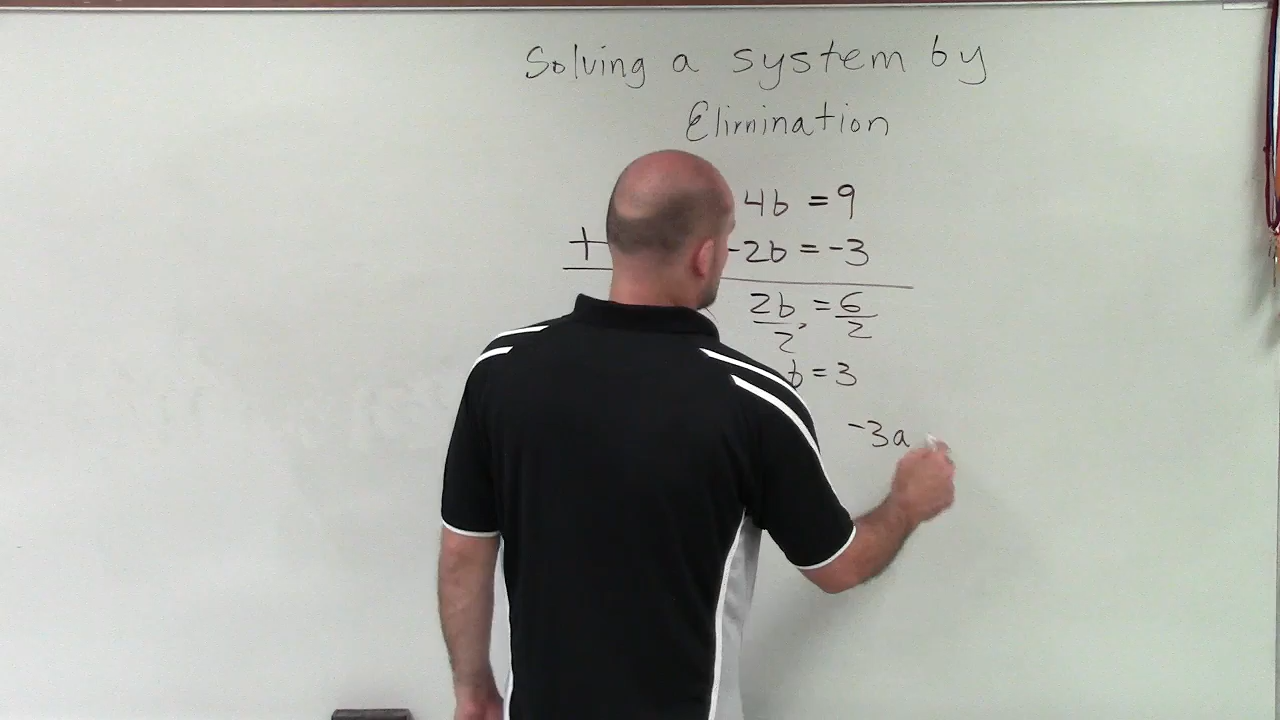 Solving a system by
Elimination
4b = 9
+ -2b = -3
2b = 6
2 2
b = 3
-3a